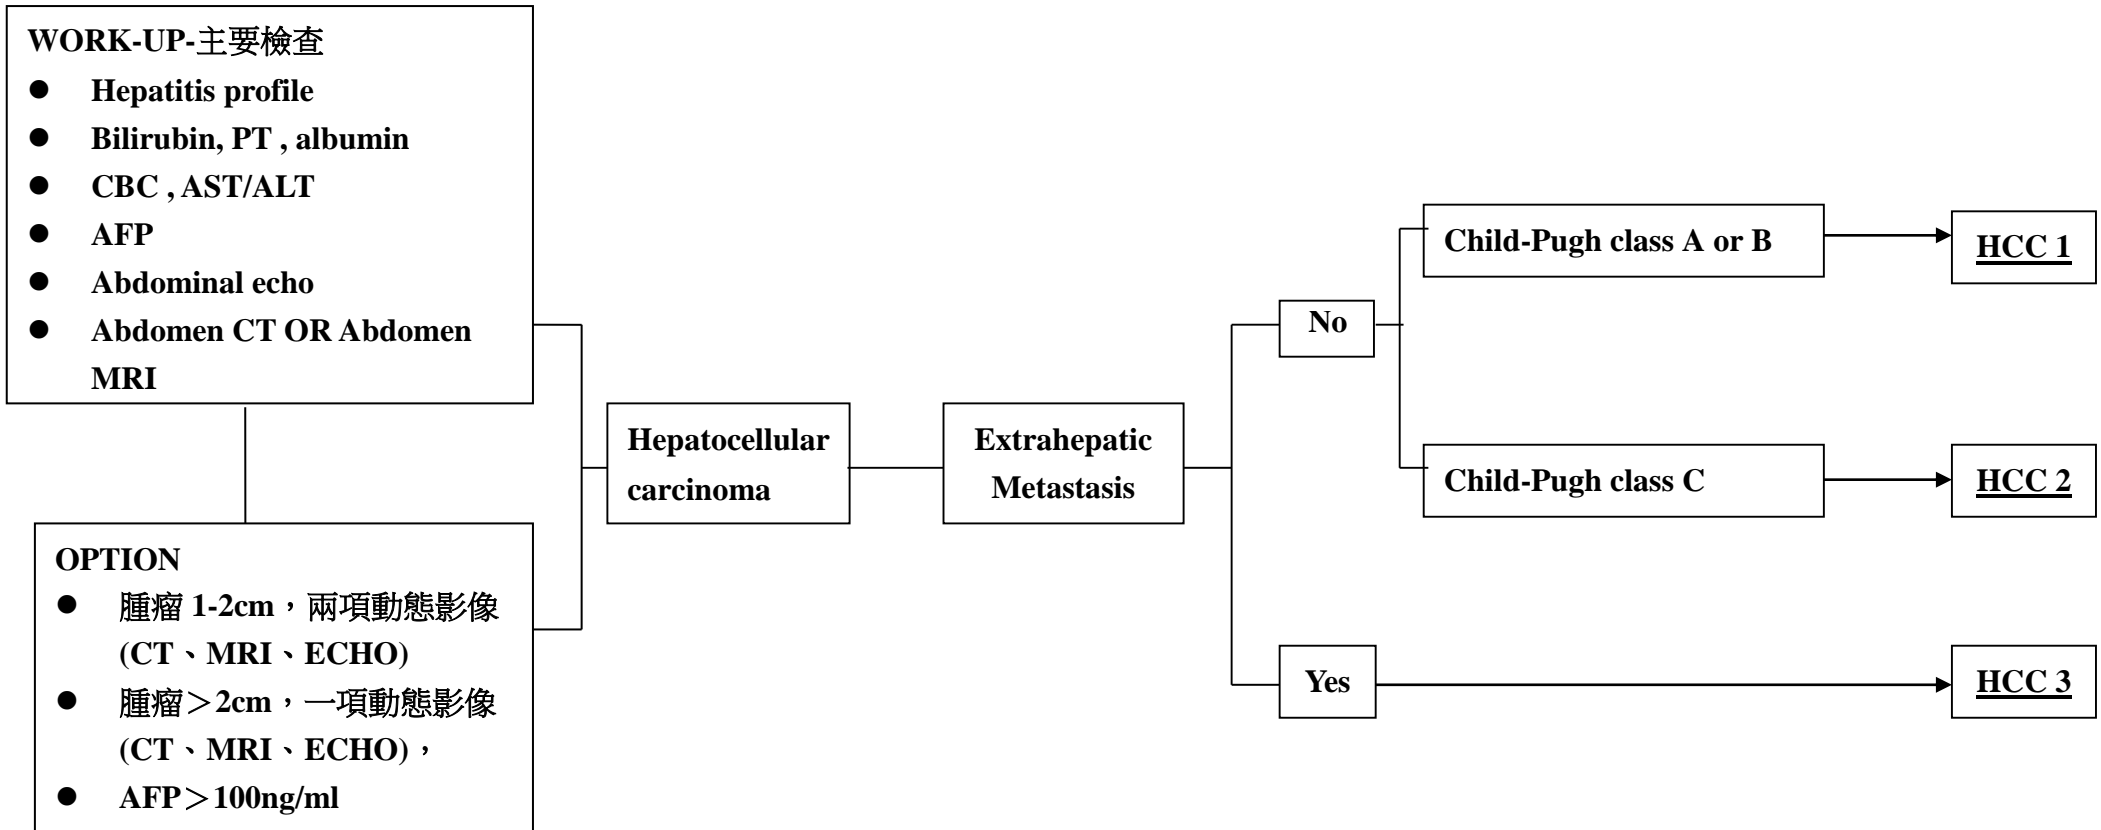 WORK-UP-主要檢查
● Hepatitis profile
● Bilirubin, PT , albumin
● CBC , AST/ALT
● AFP
● Abdominal echo
● Abdomen CT OR Abdomen
MRI
OPTION
● 腫瘤 1-2cm，兩項動態影像
(CT、MRI、ECHO)
● 腫瘤＞2cm，一項動態影像
(CT、MRI、ECHO)，
● AFP＞100ng/ml
Hepatocellular
carcinoma
Extrahepatic
Metastasis
No
Child-Pugh class A or B
HCC 1
Child-Pugh class C
HCC 2
Yes
HCC 3